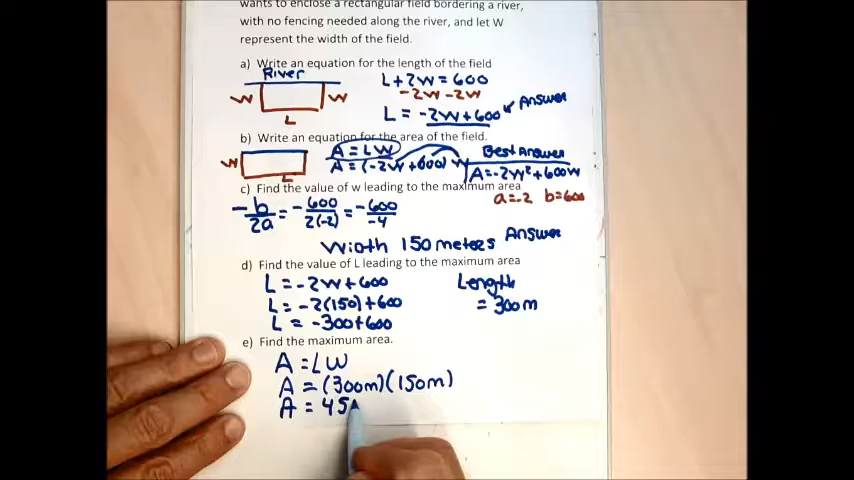 wants to enclose a rectangular field bordering a river,
with no fencing needed along the river, and let W
represent the width of the field.
a) Write an equation for the length of the field
River
L + 2W = 600
-2W -2W
W W
L = -2W + 600 Answer
L
b) Write an equation for the area of the field.
A = LW Best Answer
W A = (-2W + 600) W A = -2W² + 600W
L
c) Find the value of w leading to the maximum area
a = -2 b = 600
-b/2a = -600/2(-2) = -600/-4
Width 150 meters Answer
d) Find the value of L leading to the maximum area
L = -2W + 600 Length
L = -2(150) + 600 = 300m
L = -300 + 600
e) Find the maximum area.
A = LW
A = (300m)(150m)
A = 45